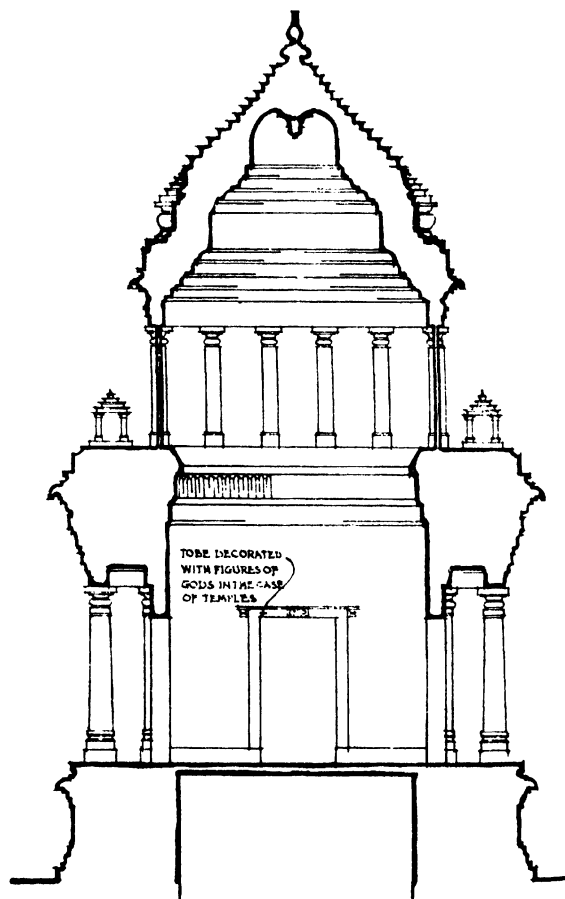 TOBE DECORATED
WITH FIGURES OF
GODS IN THE CASE
OF TEMPLES